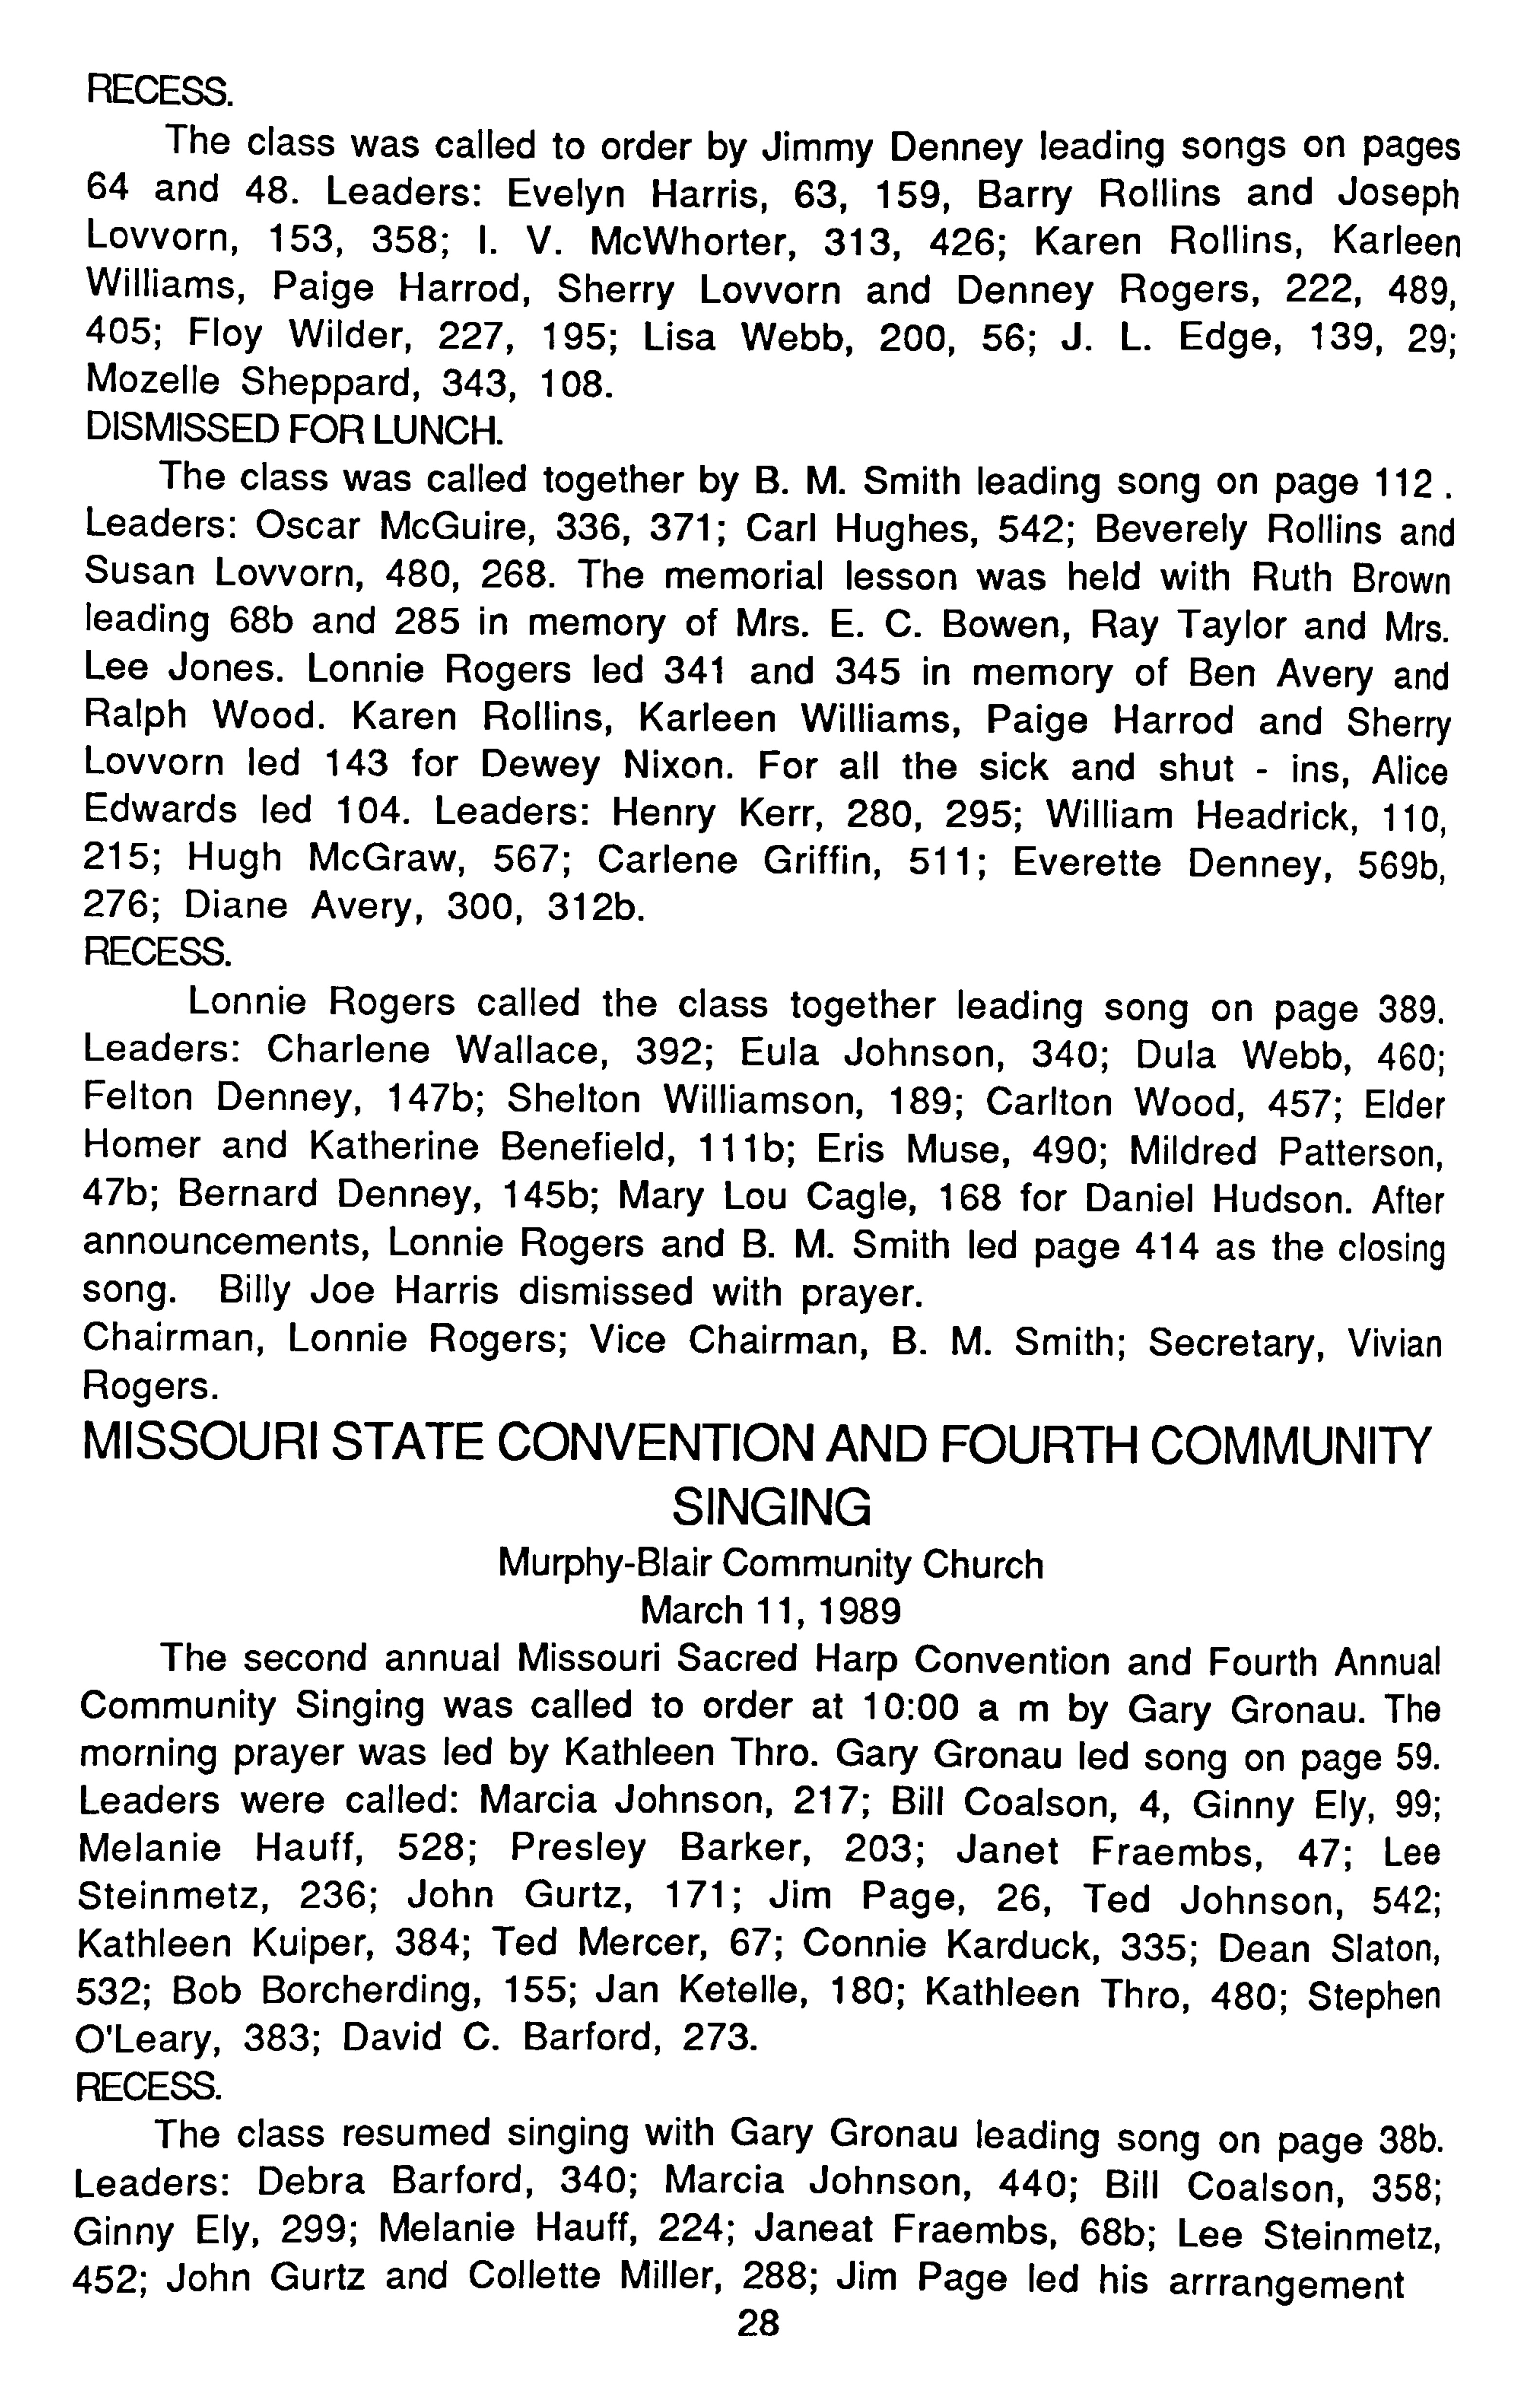 RECESS.
The class was called to order by Jimmy Denney leading songs on pages
64 and 48. Leaders: Evelyn Harris, 63, 159, Barry Rollins and Joseph
Lovvorn, 153, 358; I. V. McWhorter, 313, 426; Karen Rollins, Karleen
Williams, Paige Harrod, Sherry Lovvorn and Denney Rogers, 222, 489,
405; Floy Wilder, 227, 195; Lisa Webb, 200, 56; J. L. Edge, 139, 29;
Mozelle Sheppard, 343, 108.
DISMISSED FOR LUNCH.
The class was called together by B. M. Smith leading song on page 112 .
Leaders: Oscar McGuire, 336, 371; Carl Hughes, 542; Beverely Rollins and
Susan Lovvorn, 480, 268. The memorial lesson was held with Ruth Brown
leading 68b and 285 in memory of Mrs. E. C. Bowen, Ray Taylor and Mrs.
Lee Jones. Lonnie Rogers led 341 and 345 in memory of Ben Avery and
Ralph Wood. Karen Rollins, Karleen Williams, Paige Harrod and Sherry
Lovvorn led 143 for Dewey Nixon. For all the sick and shut - ins, Alice
Edwards led 104. Leaders: Henry Kerr, 280, 295; William Headrick, 110,
215; Hugh McGraw, 567; Carlene Griffin, 511; Everette Denney, 569b,
276; Diane Avery, 300, 312b.
RECESS.
Lonnie Rogers called the class together leading song on page 389.
Leaders: Charlene Wallace, 392; Eula Johnson, 340; Dula Webb, 460;
Felton Denney, 147b; Shelton Williamson, 189; Carlton Wood, 457; Elder
Homer and Katherine Benefield, 111b; Eris Muse, 490; Mildred Patterson,
47b; Bernard Denney, 145b; Mary Lou Cagle, 168 for Daniel Hudson. After
announcements, Lonnie Rogers and B. M. Smith led page 414 as the closing
song. Billy Joe Harris dismissed with prayer.
Chairman, Lonnie Rogers; Vice Chairman, B. M. Smith; Secretary, Vivian
Rogers.
MISSOURI STATE CONVENTION AND FOURTH COMMUNITY
SINGING
Murphy-Blair Community Church
March 11, 1989
The second annual Missouri Sacred Harp Convention and Fourth Annual
Community Singing was called to order at 10:00 a m by Gary Gronau. The
morning prayer was led by Kathleen Thro. Gary Gronau led song on page 59.
Leaders were called: Marcia Johnson, 217; Bill Coalson, 4, Ginny Ely, 99;
Melanie Hauff, 528; Presley Barker, 203; Janet Fraembs, 47; Lee
Steinmetz, 236; John Gurtz, 171; Jim Page, 26, Ted Johnson, 542;
Kathleen Kuiper, 384; Ted Mercer, 67; Connie Karduck, 335; Dean Slaton,
532; Bob Borcherding, 155; Jan Ketelle, 180; Kathleen Thro, 480; Stephen
O'Leary, 383; David C. Barford, 273.
RECESS.
The class resumed singing with Gary Gronau leading song on page 38b.
Leaders: Debra Barford, 340; Marcia Johnson, 440; Bill Coalson, 358;
Ginny Ely, 299; Melanie Hauff, 224; Janeat Fraembs, 68b; Lee Steinmetz,
452; John Gurtz and Collette Miller, 288; Jim Page led his arrrangement
28